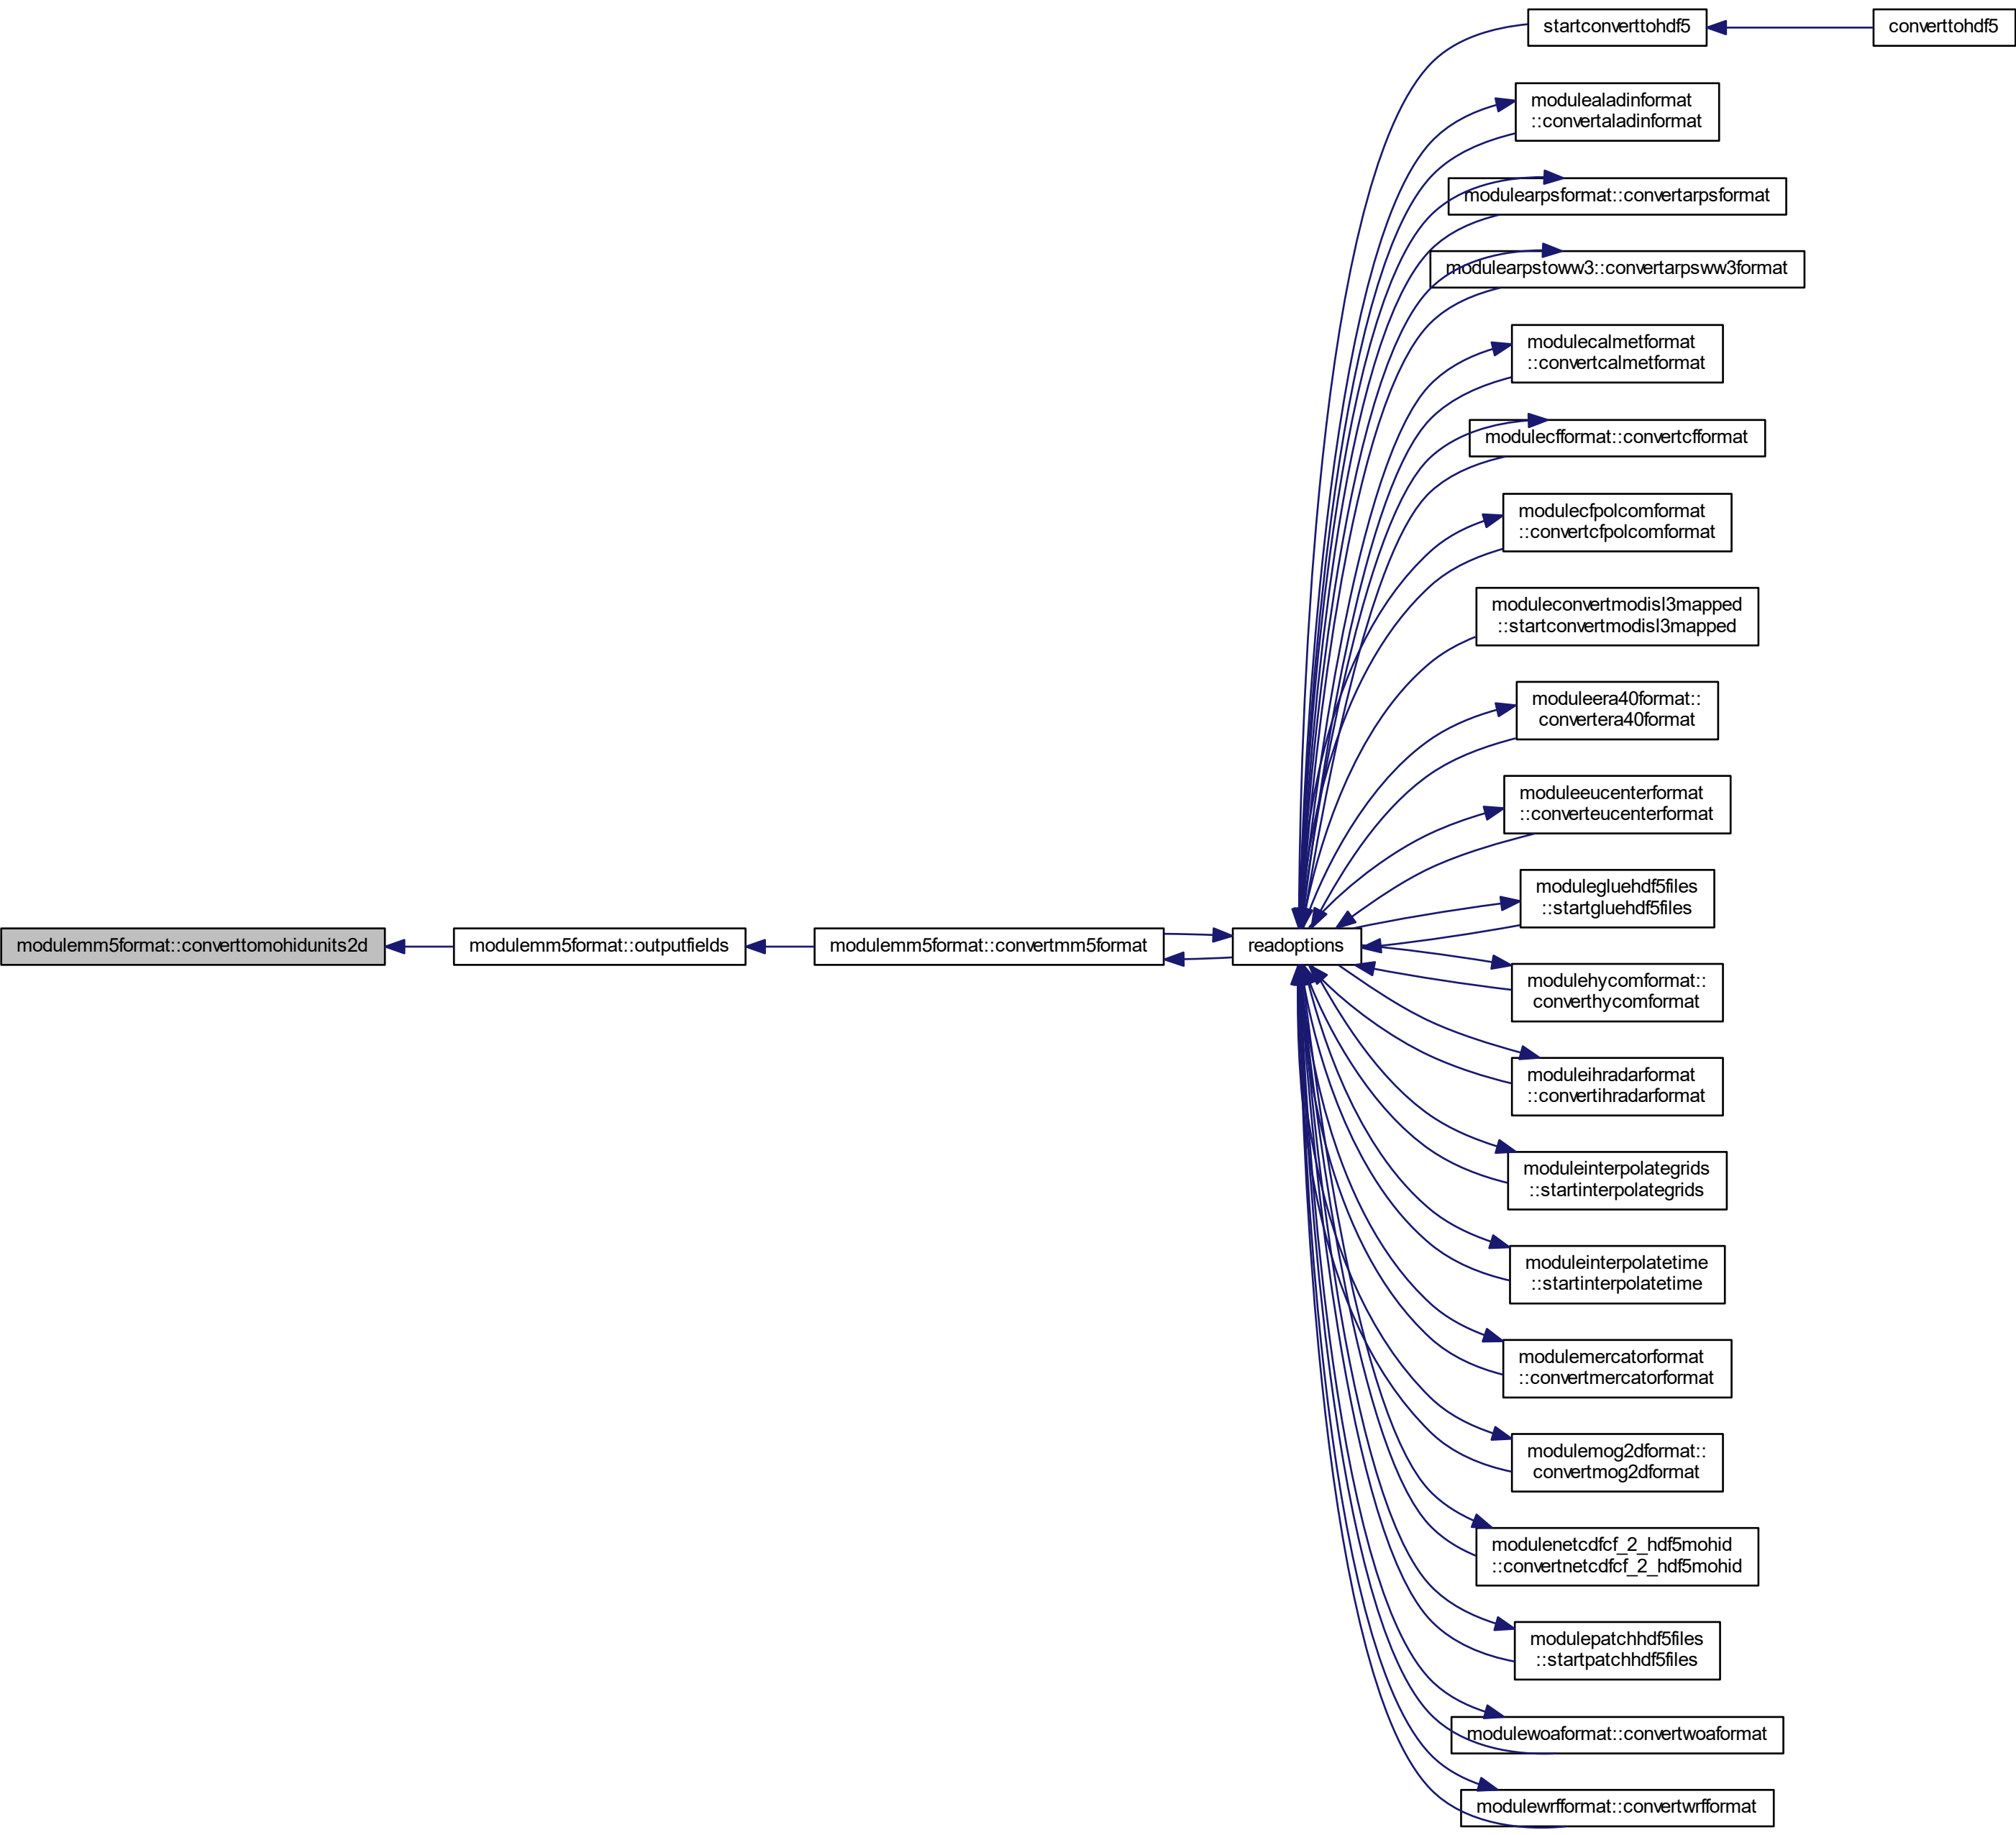 startconverttohdf5
converttohdf5
modulealadinformat
::convertaladinformat
modulearpsformat::convertarpsformat
modulearpstoww3::convertarpsww3format
modulecalmetformat
::convertcalmetformat
modulecfformat::convertcfformat
modulecfpolcomformat
::convertcfpolcomformat
moduleconvertmodisl3mapped
::startconvertmodisl3mapped
moduleera40format::
convertera40format
moduleeucenterformat
::converteucenterformat
modulegluehdf5files
::startgluehdf5files
modulemm5format::converttomohidunits2d
modulemm5format::outputfields
modulemm5format::convertmm5format
readoptions
modulehycomformat::
converthycomformat
moduleihradarformat
::convertihradarformat
moduleinterpolategrids
::startinterpolategrids
moduleinterpolatetime
::startinterpolatetime
modulemercatorformat
::convertmercatorformat
modulemog2dformat::
convertmog2dformat
modulenetcdfcf_2_hdf5mohid
::convertnetcdfcf_2_hdf5mohid
modulepatchhdf5files
::startpatchhdf5files
modulewoaformat::convertwoaformat
modulewrfformat::convertwrfformat